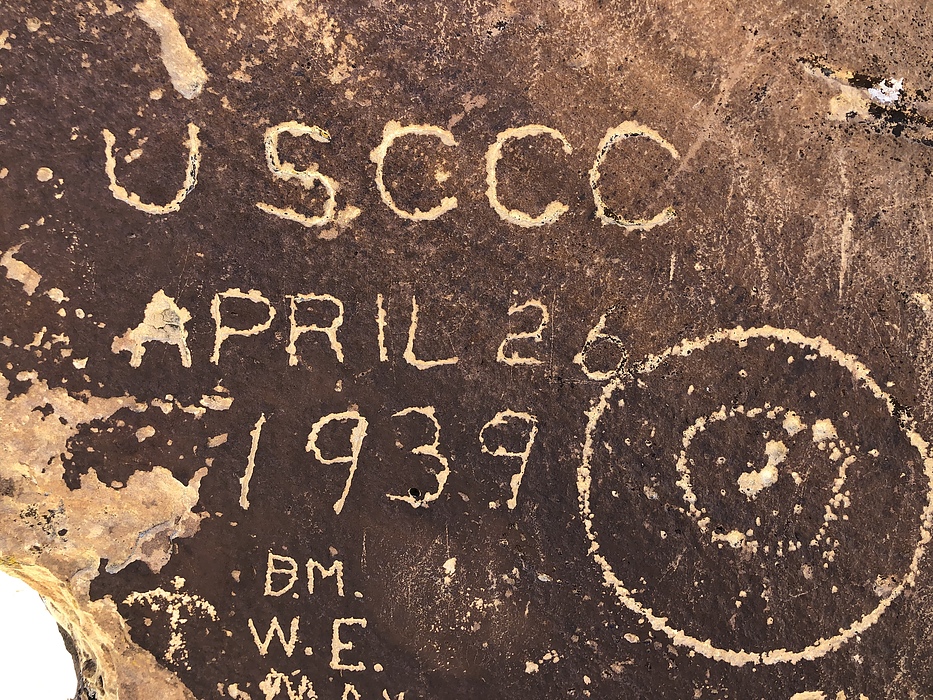 USCCC
APRIL 26
1939
B.M.
W.E.